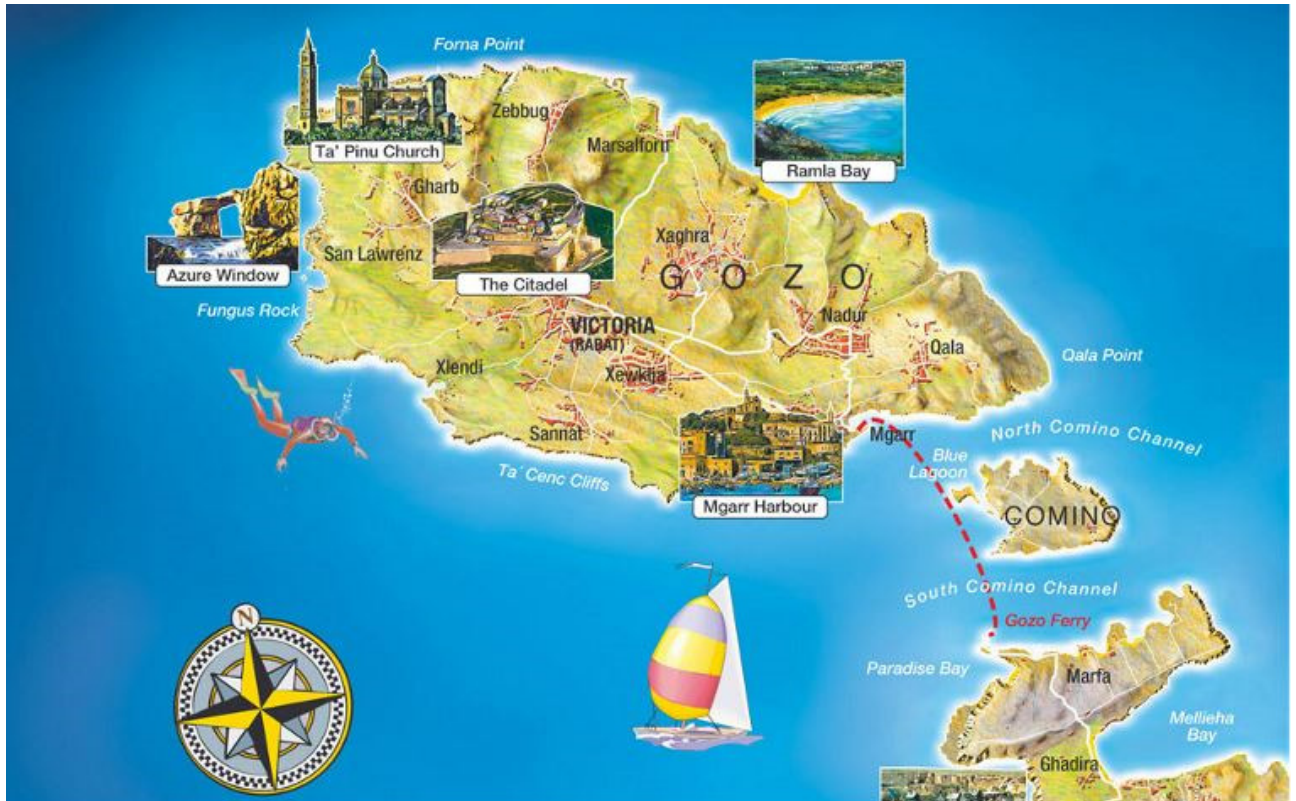 Forna Point
Zebbug
Marsalforn
Ta' Pinu Church
Ramla Bay
Gharb
Xaghra
San Lawrenz
Azure Window
The Citadel
GOZO
Fungus Rock
Nadur
VICTORIA
(RABAT)
Qala
Qala Point
Xlendi
Xewkija
Sannat
Mgarr
North Comino Channel
Blue
Lagoon
Ta' Cenc Cliffs
Mgarr Harbour
COMINO
South Comino Channel
N
Gozo Ferry
Paradise Bay
Marfa
Mellieha
Bay
Ghadira